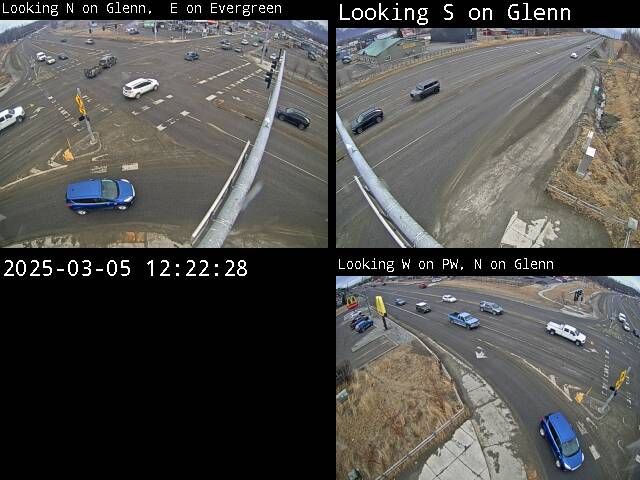 Looking N on Glenn,  E on Evergreen
Looking S on Glenn
2025-03-05 12:22:28
Looking W on PW, N on Glenn